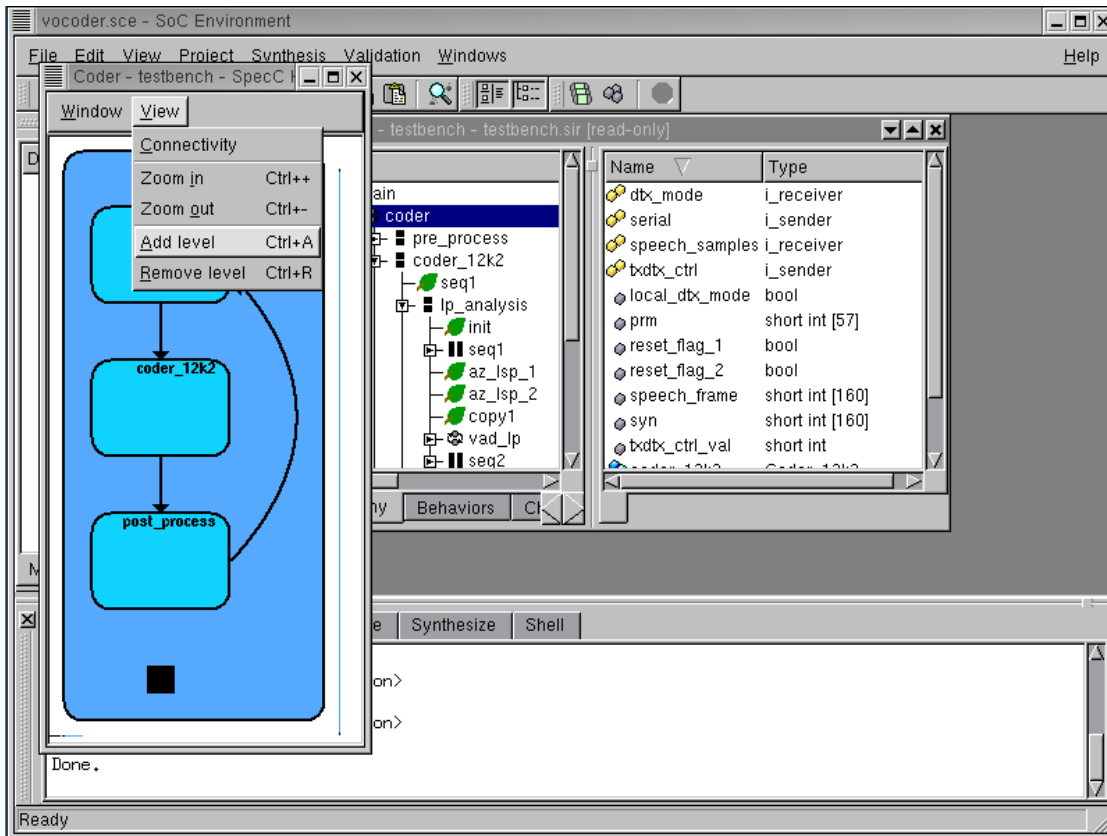 vocoder.sce - SoC Environment
File Edit View Project Synthesis Validation Windows Help
Coder - testbench - SpecC
Window View
Connectivity
Zoom in Ctrl++
Zoom out Ctrl+-
Add level Ctrl+A
Remove level Ctrl+R
coder_12k2
post_process
- testbench - testbench.sir [read-only]
ain
coder
pre_process
coder_12k2
seq1
lp_analysis
init
seq1
az_lsp_1
az_lsp_2
copy1
vad_lp
seq2
Behaviors
Name Type
dtx_mode i_receiver
serial i_sender
speech_samples i_receiver
txdtx_ctrl i_sender
local_dtx_mode bool
prm short int [57]
reset_flag_1 bool
reset_flag_2 bool
speech_frame short int [160]
syn short int [160]
txdtx_ctrl_val short int
coder_12k2 Coder_12k2
Synthesize Shell
on>
on>
Done.
Ready